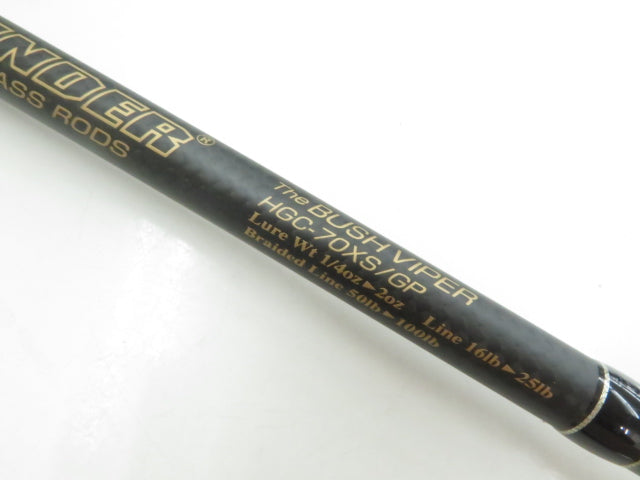 NDER®
ASS RODS
The BUSH VIPER
HGC-70XS/GP
Lure Wt 1/4oz▶2oz Line 16lb▶25lb
Braided Line 50lb▶100lb